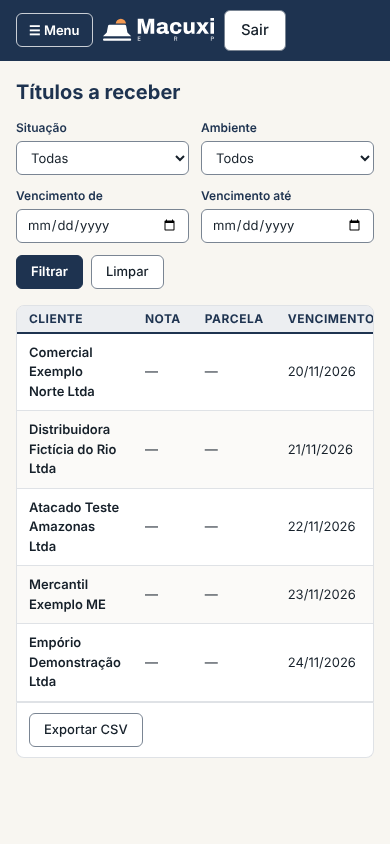 ☰ Menu
Macuxi
E R P
Sair
Títulos a receber
Situação
Ambiente
Todas
Todos
Vencimento de
Vencimento até
mm/dd/yyyy
mm/dd/yyyy
Filtrar
Limpar
CLIENTE NOTA PARCELA VENCIMENTO
Comercial
Exemplo
Norte Ltda
— — 20/11/2026
Distribuidora
Fictícia do Rio
Ltda
— — 21/11/2026
Atacado Teste
Amazonas
Ltda
— — 22/11/2026
Mercantil
Exemplo ME
— — 23/11/2026
Empório
Demonstração
Ltda
— — 24/11/2026
Exportar CSV